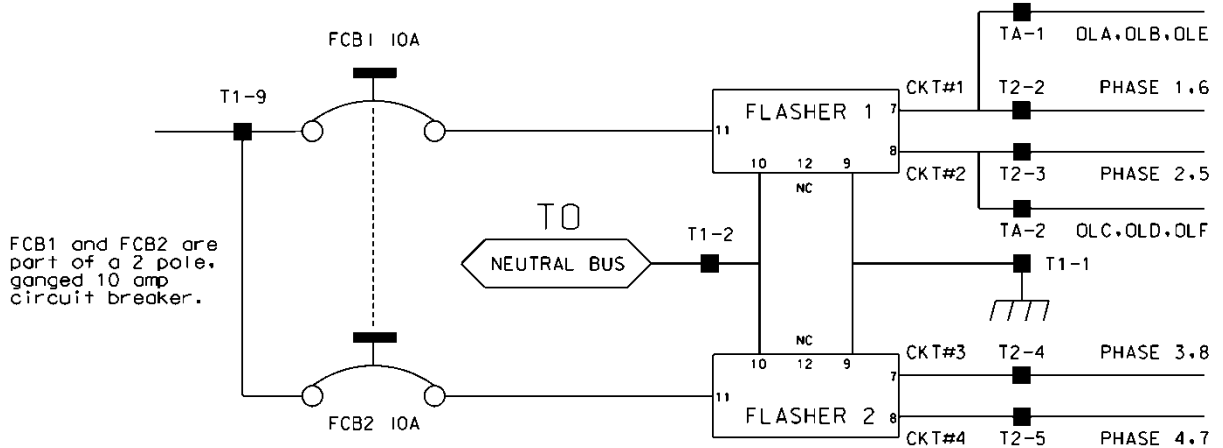 TA-1 OLA.OLB.OLE
FCB1 10A
T1-9
CKT#1 T2-2 PHASE 1.6
FLASHER 1
7
11
8
10 12 9
NC
CKT#2 T2-3 PHASE 2.5
TA-2 OLC.OLD.OLF
TO
NEUTRAL BUS
T1-2
T1-1
FCB1 and FCB2 are
part of a 2 pole,
ganged 10 amp
circuit breaker.
NC
10 12 9
CKT#3 T2-4 PHASE 3.8
7
11
FLASHER 2
8
FCB2 10A
CKT#4 T2-5 PHASE 4.7